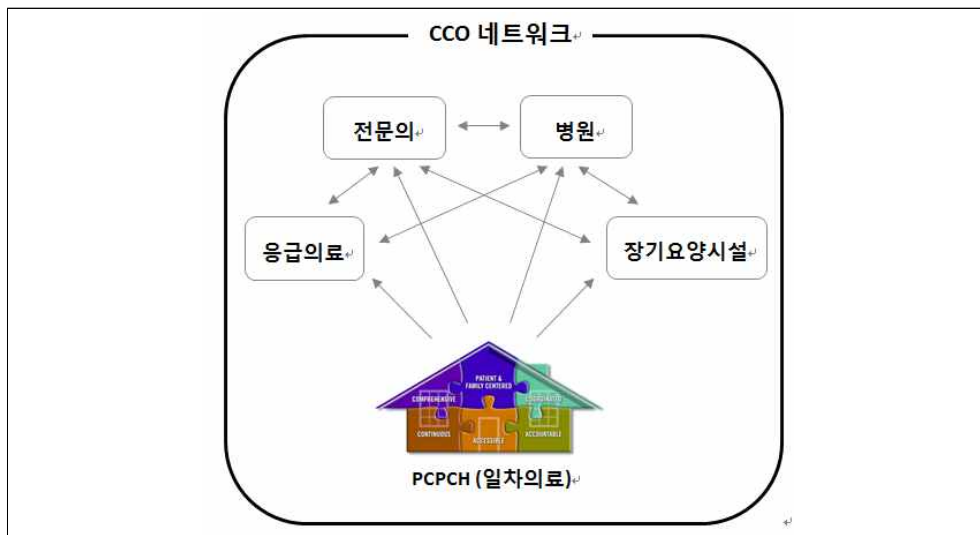 CCO 네트워크
전문의
병원
응급의료
장기요양시설
PATIENT &
FAMILY CENTERED
COMPREHENSIVE
COORDINATED
CONTINUOUS
ACCESSIBLE
ACCOUNTABLE
PCPCH (일차의료)